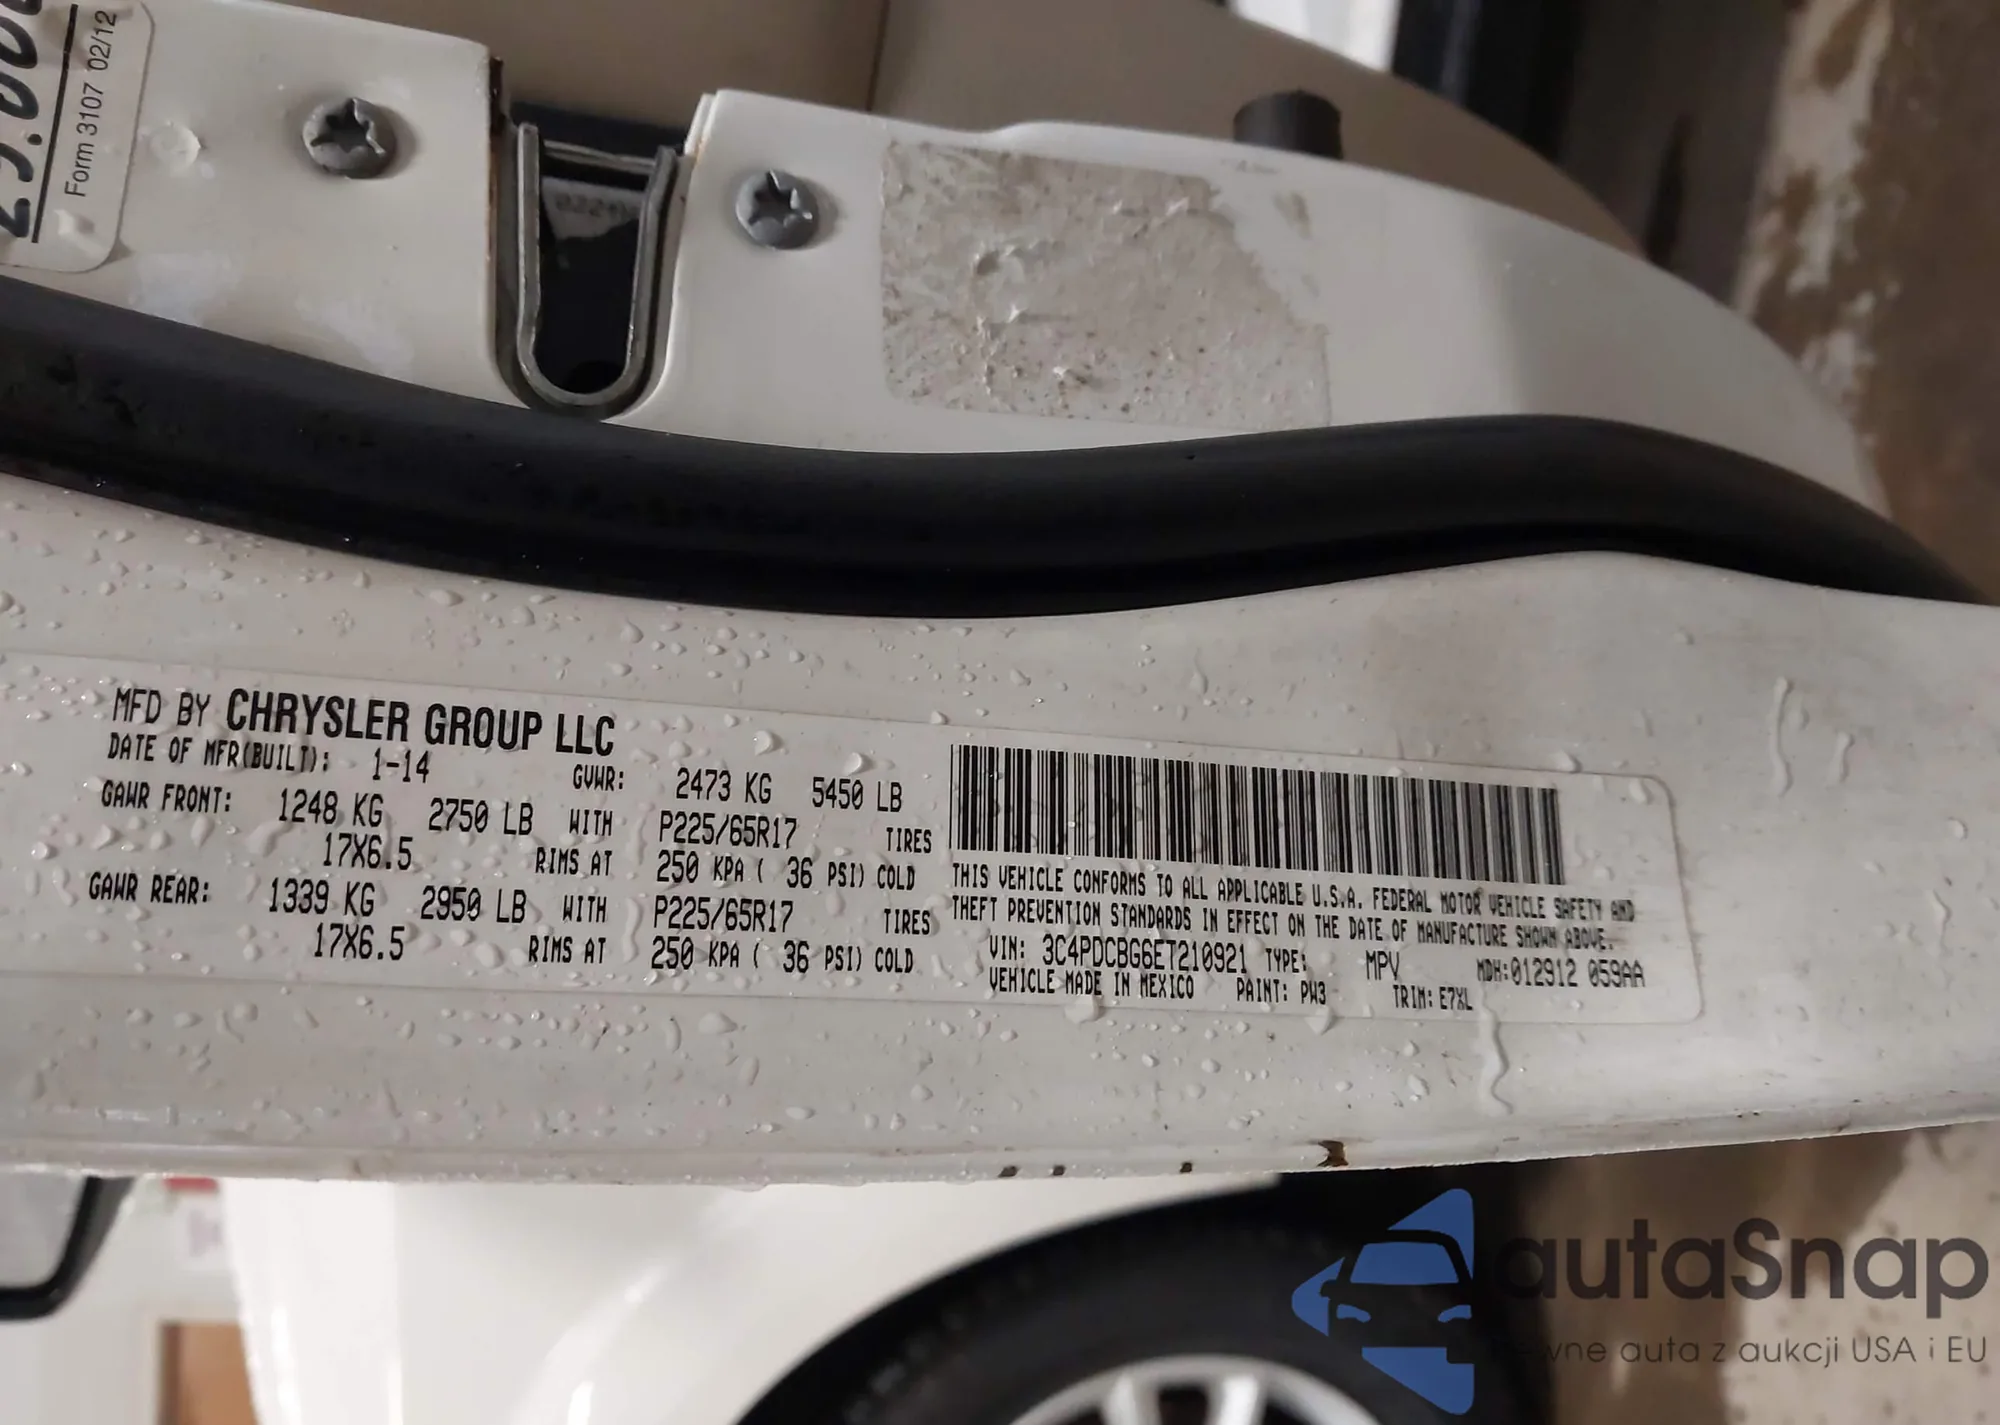 Form 3107 02/12
MFD BY CHRYSLER GROUP LLC
DATE OF MFR(BUILT): 1-14 GVWR: 2473 KG 5450 LB
GAWR FRONT: 1248 KG 2750 LB WITH P225/65R17 TIRES
17X6.5 RIMS AT 250 KPA ( 36 PSI) COLD
GAWR REAR: 1339 KG 2950 LB WITH P225/65R17 TIRES
17X6.5 RIMS AT 250 KPA ( 36 PSI) COLD
THIS VEHICLE CONFORMS TO ALL APPLICABLE U.S.A. FEDERAL MOTOR VEHICLE SAFETY AND
THEFT PREVENTION STANDARDS IN EFFECT ON THE DATE OF MANUFACTURE SHOWN ABOVE.
VIN: 3C4PDCBG6ET210921 TYPE: MPV MDH:012912 059AA
VEHICLE MADE IN MEXICO PAINT: PW3 TRIM: E7XL
autaSnap
auta z aukcji USA i EU